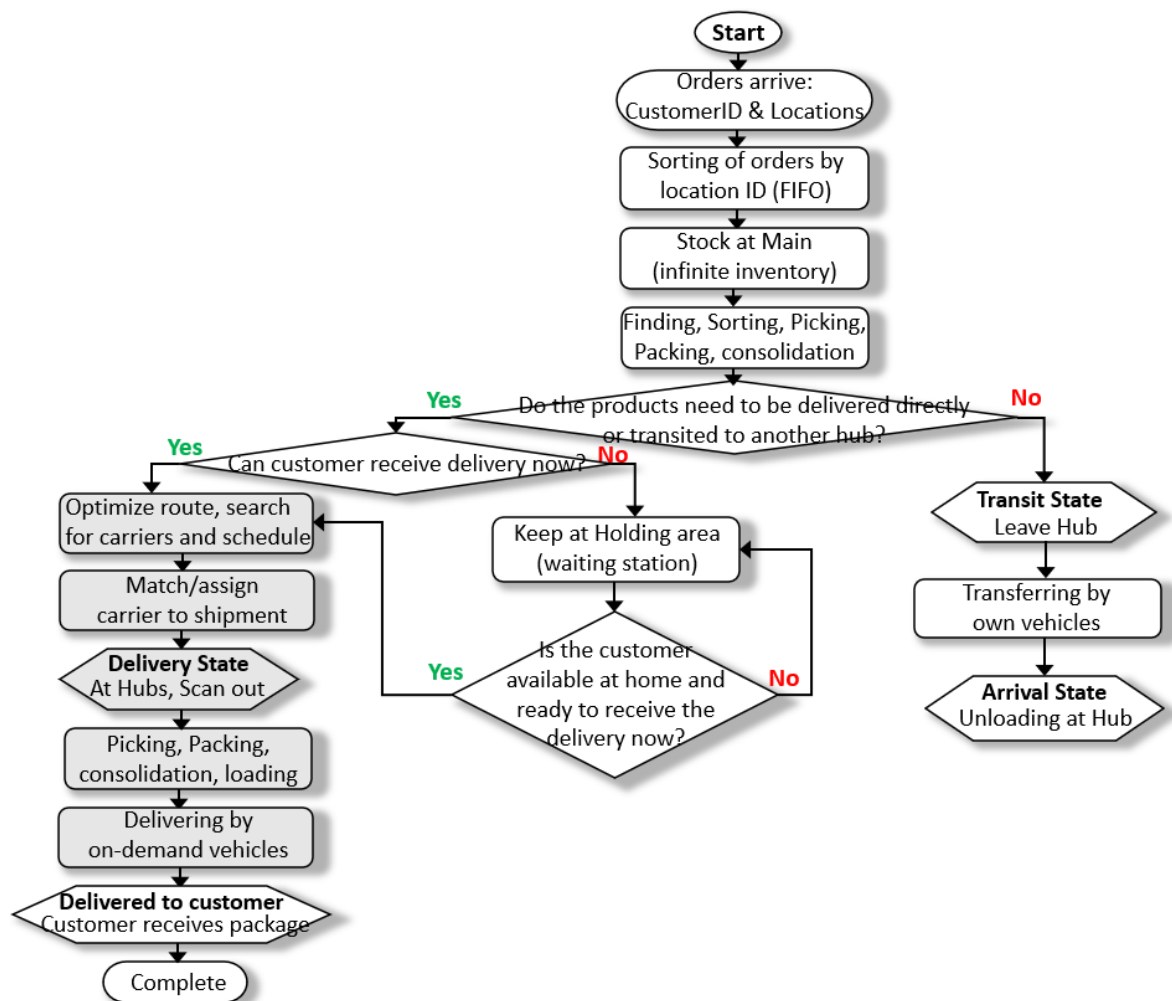 Start
Orders arrive:
CustomerID & Locations
Sorting of orders by
location ID (FIFO)
Stock at Main
(infinite inventory)
Finding, Sorting, Picking,
Packing, consolidation
Yes
Do the products need to be delivered directly
or transited to another hub?
No
Yes
Can customer receive delivery now?
No
Optimize route, search
for carriers and schedule
Match/assign
carrier to shipment
Delivery State
At Hubs, Scan out
Picking, Packing,
consolidation, loading
Delivering by
on-demand vehicles
Delivered to customer
Customer receives package
Complete
Keep at Holding area
(waiting station)
Yes
Is the customer
available at home and
ready to receive the
delivery now?
No
Transit State
Leave Hub
Transferring by
own vehicles
Arrival State
Unloading at Hub